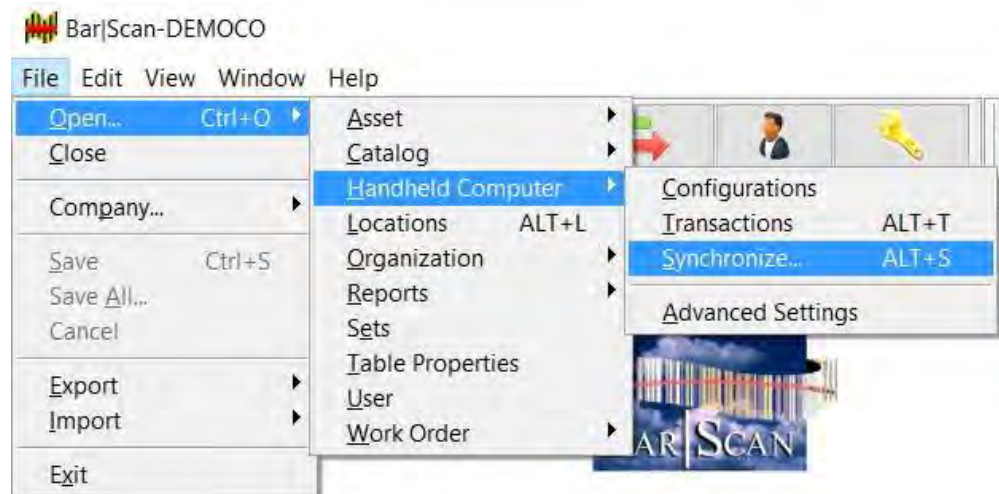 Bar|Scan-DEMOCO
File Edit View Window Help
Open... Ctrl+O
Close
Company...
Save Ctrl+S
Save All...
Cancel
Export
Import
Exit
Asset
Catalog
Handheld Computer
Locations ALT+L
Organization
Reports
Sets
Table Properties
User
Work Order
Configurations
Transactions ALT+T
Synchronize... ALT+S
Advanced Settings
AR|SCAN